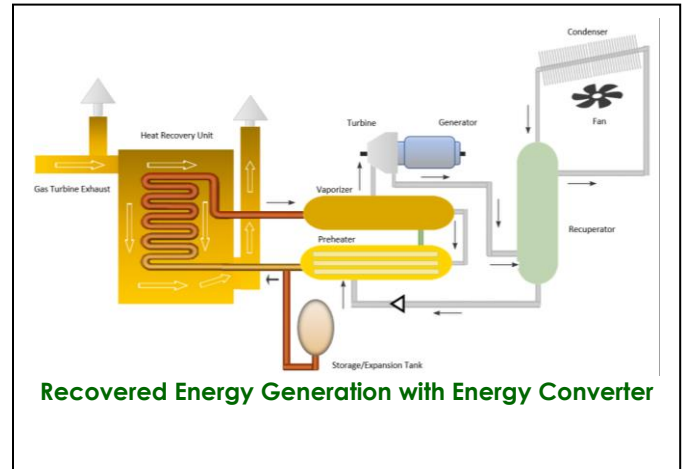 Condenser
Fan
Turbine
Generator
Heat Recovery Unit
Gas Turbine Exhaust
Vaporizer
Preheater
Recuperator
Storage/Expansion Tank
Recovered Energy Generation with Energy Converter